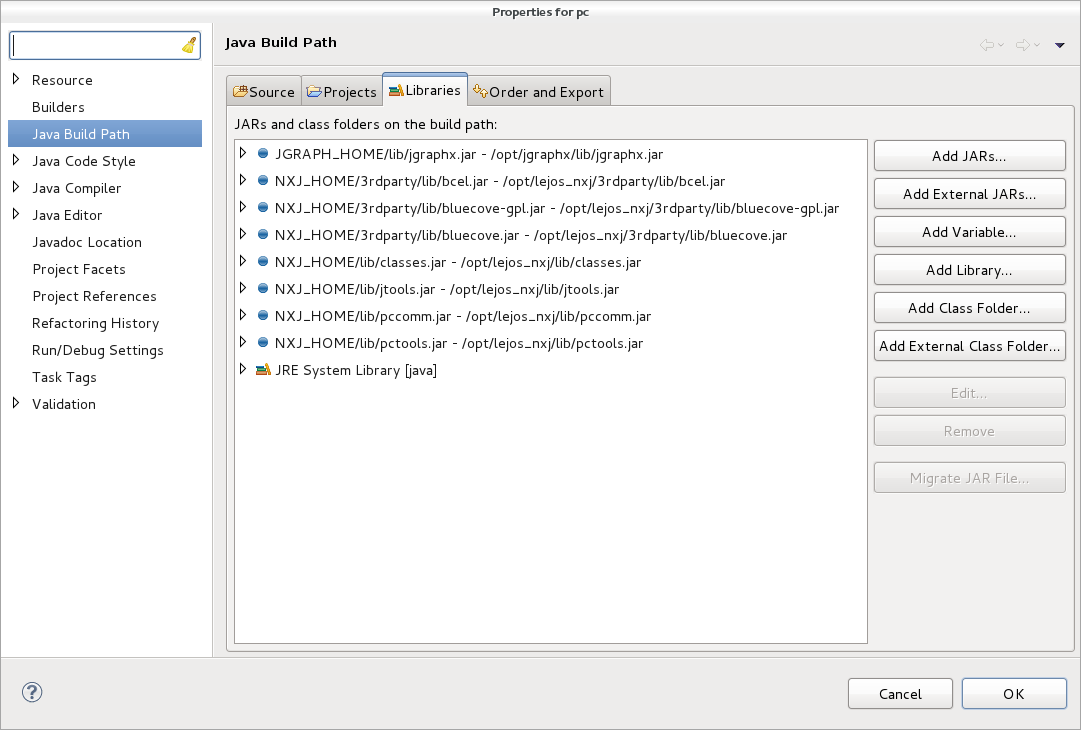 Properties for pc
Java Build Path
Resource
Builders
Java Build Path
Java Code Style
Java Compiler
Java Editor
Javadoc Location
Project Facets
Project References
Refactoring History
Run/Debug Settings
Task Tags
Validation
Source
Projects
Libraries
Order and Export
JARs and class folders on the build path:
JGRAPH_HOME/lib/jgraphx.jar - /opt/jgraphx/lib/jgraphx.jar
NXJ_HOME/3rdparty/lib/bcel.jar - /opt/lejos_nxj/3rdparty/lib/bcel.jar
NXJ_HOME/3rdparty/lib/bluecove-gpl.jar - /opt/lejos_nxj/3rdparty/lib/bluecove-gpl.jar
NXJ_HOME/3rdparty/lib/bluecove.jar - /opt/lejos_nxj/3rdparty/lib/bluecove.jar
NXJ_HOME/lib/classes.jar - /opt/lejos_nxj/lib/classes.jar
NXJ_HOME/lib/jtools.jar - /opt/lejos_nxj/lib/jtools.jar
NXJ_HOME/lib/pccomm.jar - /opt/lejos_nxj/lib/pccomm.jar
NXJ_HOME/lib/pctools.jar - /opt/lejos_nxj/lib/pctools.jar
JRE System Library [java]
Add JARs...
Add External JARs...
Add Variable...
Add Library...
Add Class Folder...
Add External Class Folder...
Edit...
Remove
Migrate JAR File...
?
Cancel
OK